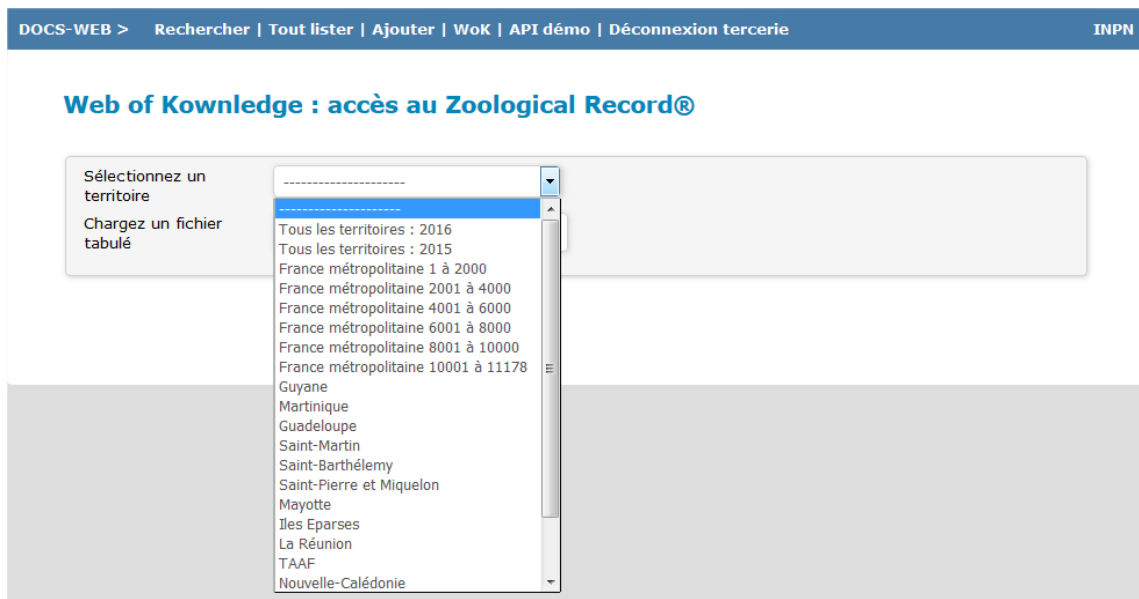 DOCS-WEB > Rechercher | Tout lister | Ajouter | WoK | API démo | Déconnexion tercerie INPN
Web of Kownledge : accès au Zoological Record®
Sélectionnez un
territoire
---------------------
Chargez un fichier
tabulé
---------------------
Tous les territoires : 2016
Tous les territoires : 2015
France métropolitaine 1 à 2000
France métropolitaine 2001 à 4000
France métropolitaine 4001 à 6000
France métropolitaine 6001 à 8000
France métropolitaine 8001 à 10000
France métropolitaine 10001 à 11178
Guyane
Martinique
Guadeloupe
Saint-Martin
Saint-Barthélemy
Saint-Pierre et Miquelon
Mayotte
Iles Eparses
La Réunion
TAAF
Nouvelle-Calédonie